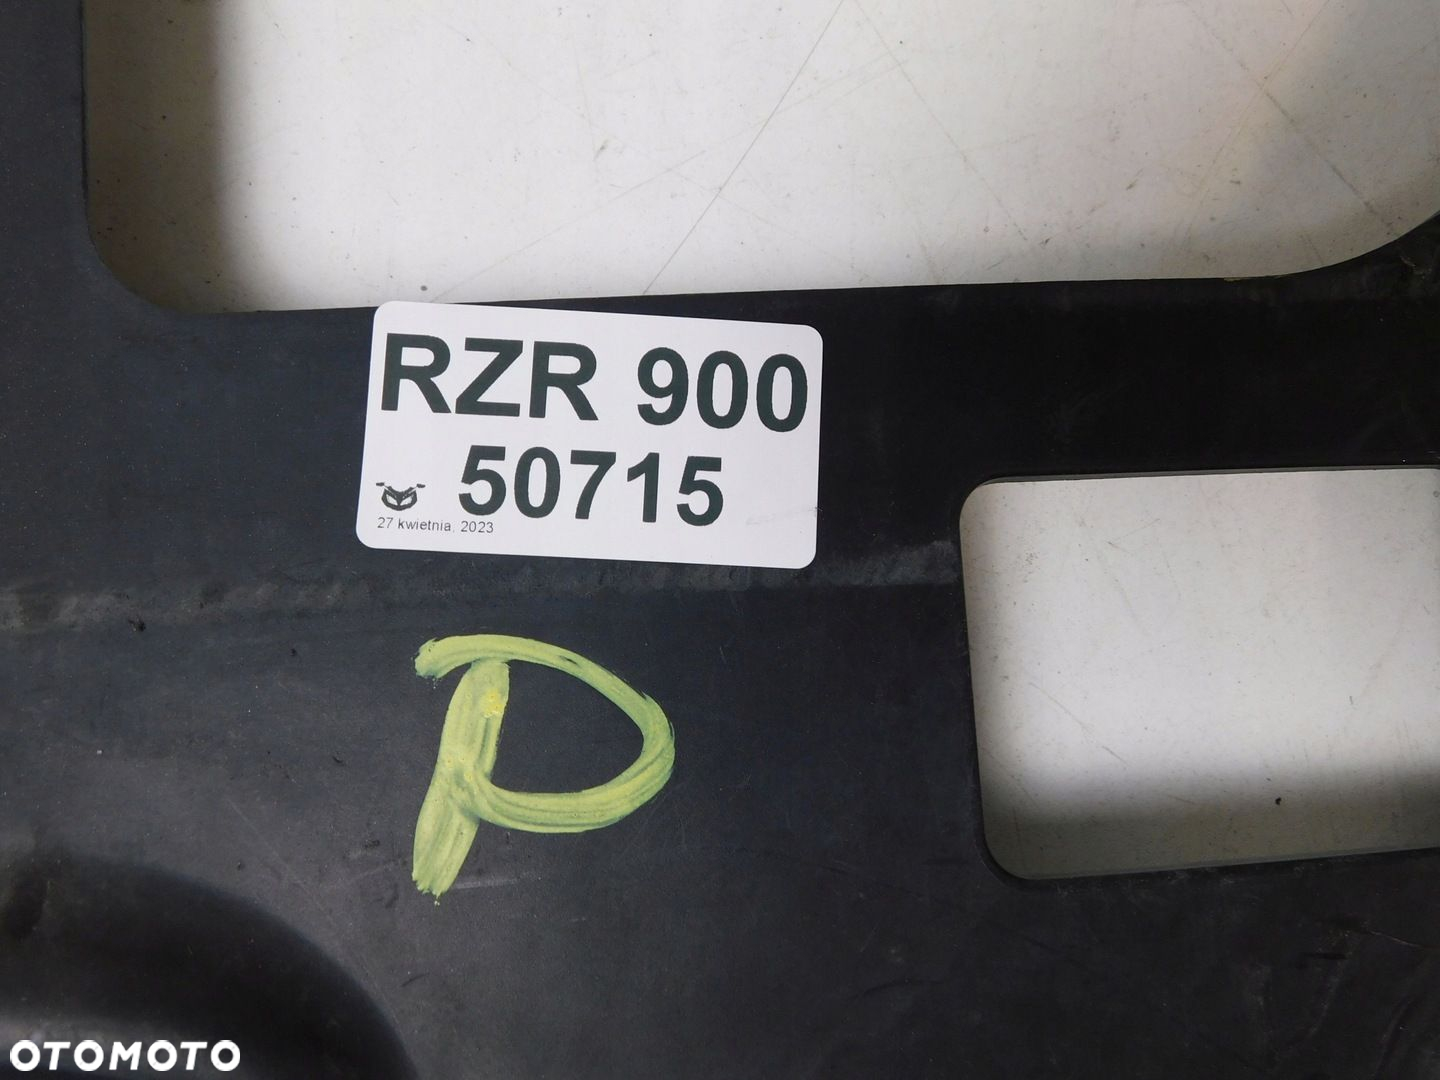 RZR 900
50715
27 kwietnia, 2023
P
OTOMOTO